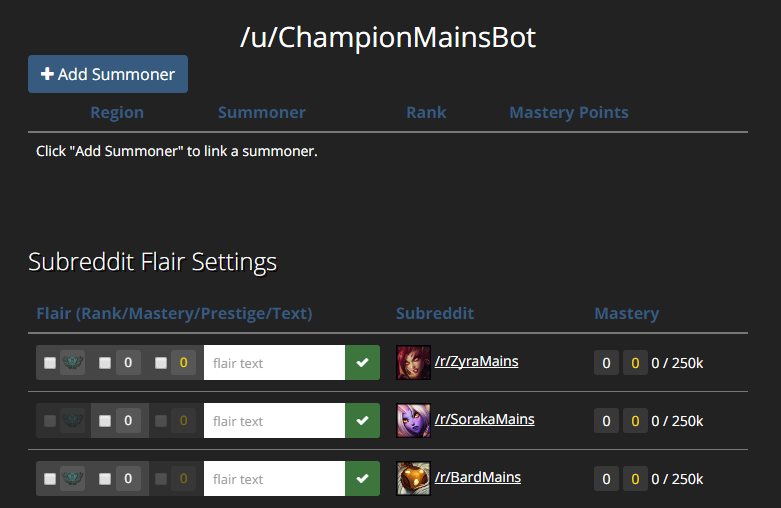 /u/ChampionMainsBot
Add Summoner
Region Summoner Rank Mastery Points
Click "Add Summoner" to link a summoner.
Subreddit Flair Settings
Flair (Rank/Mastery/Prestige/Text) Subreddit Mastery
0 0 flair text /r/ZyraMains 0 0 0 / 250k
0 0 flair text /r/SorakaMains 0 0 0 / 250k
0 0 flair text /r/BardMains 0 0 0 / 250k